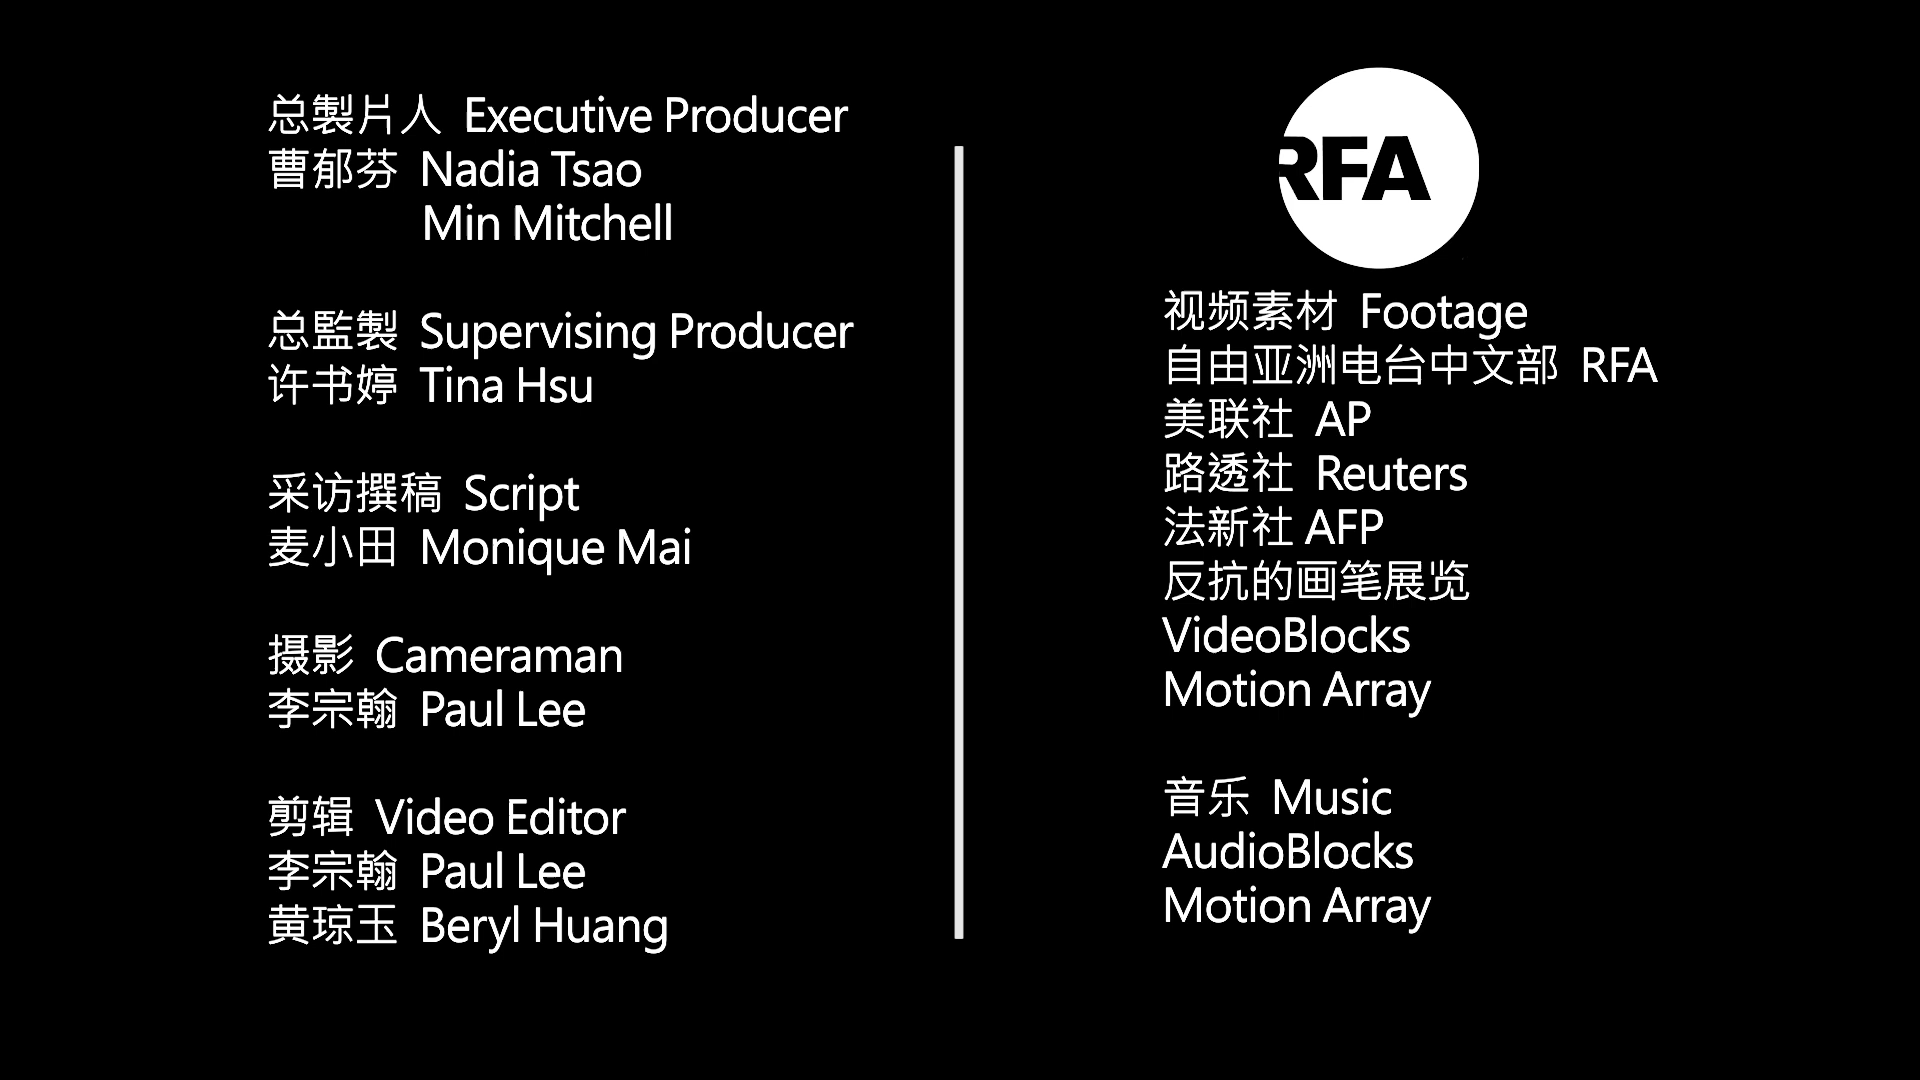 总製片人 Executive Producer
曹郁芬 Nadia Tsao
Min Mitchell
总監製 Supervising Producer
许书婷 Tina Hsu
采访撰稿 Script
麦小田 Monique Mai
摄影 Cameraman
李宗翰 Paul Lee
剪辑 Video Editor
李宗翰 Paul Lee
黄琼玉 Beryl Huang
RFA
视频素材 Footage
自由亚洲电台中文部 RFA
美联社 AP
路透社 Reuters
法新社 AFP
反抗的画笔展览
VideoBlocks
Motion Array
音乐 Music
AudioBlocks
Motion Array